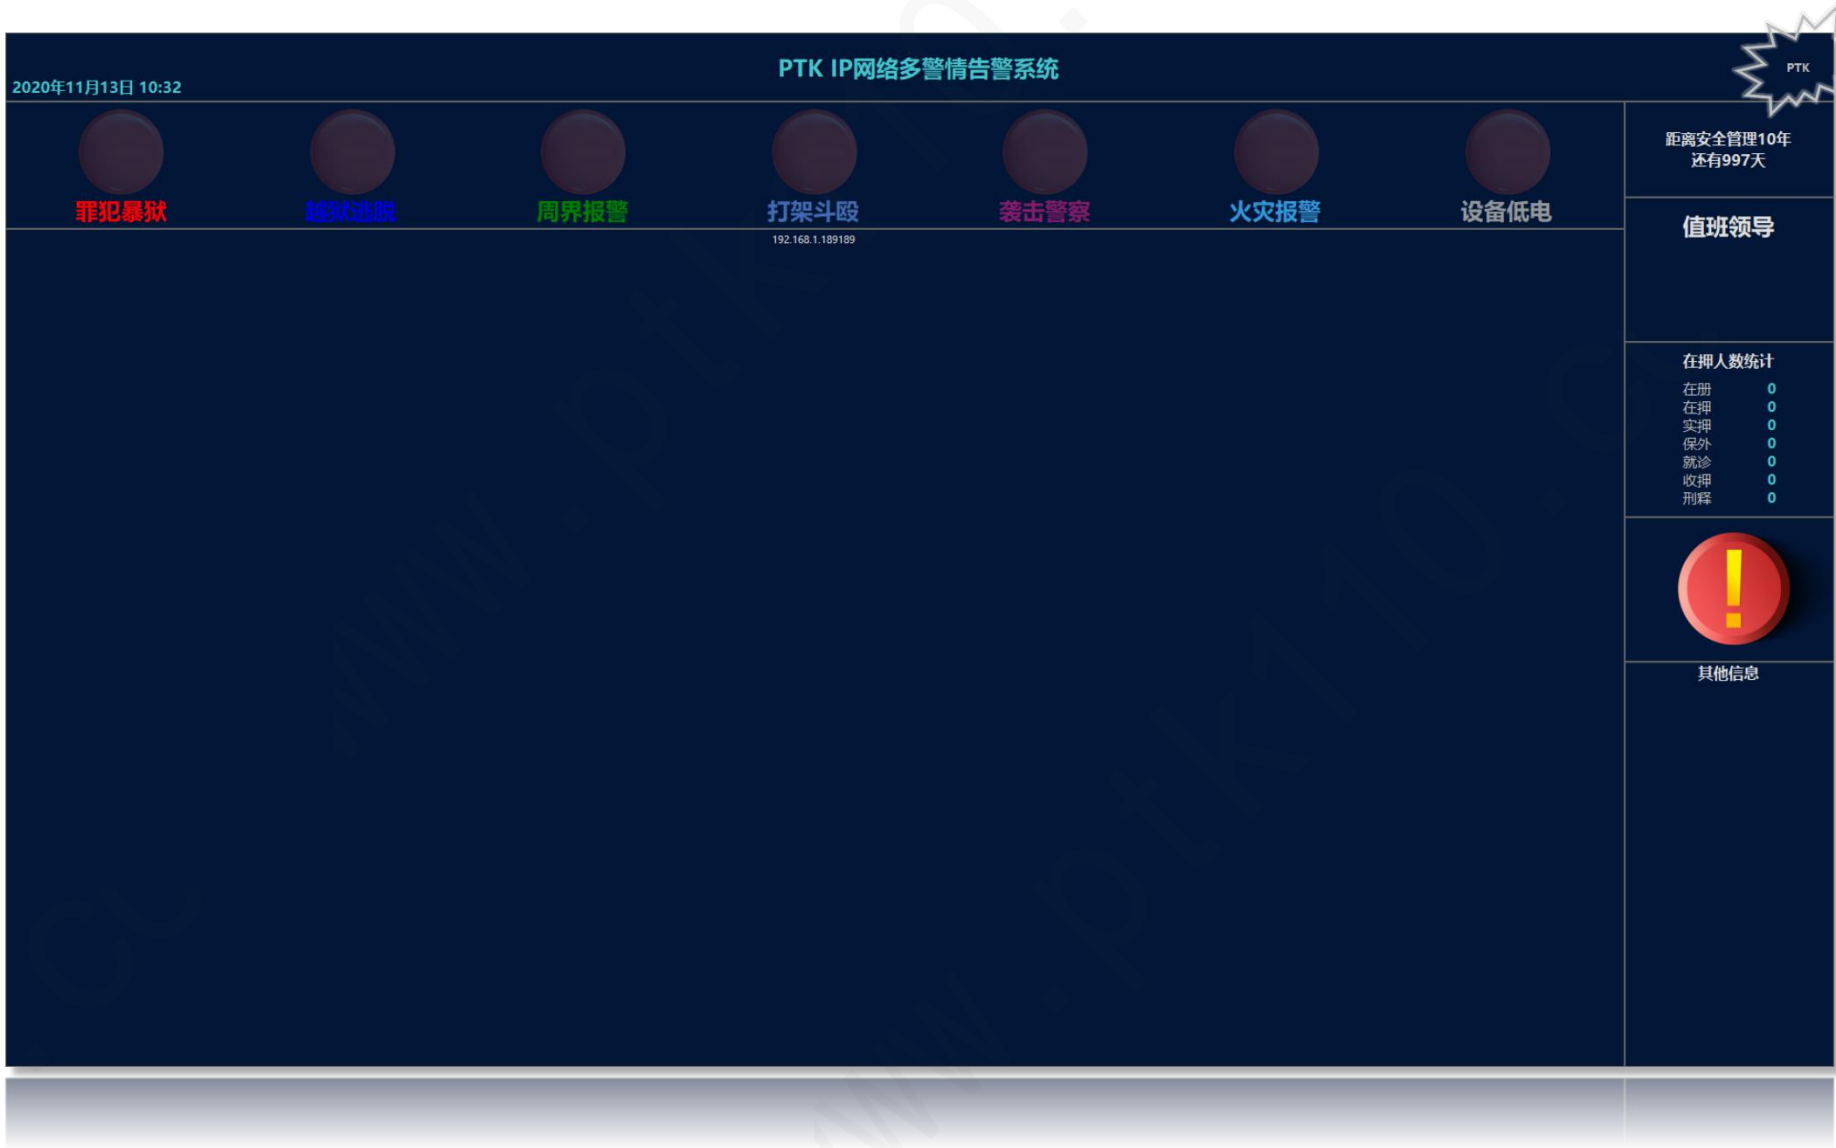 PTK IP网络多警情告警系统
PTK
2020年11月13日 10:32
罪犯暴狱
越狱逃脱
周界报警
打架斗殴
袭击警察
火灾报警
设备低电
192.168.1.189189
距离安全管理10年
还有997天
值班领导
在押人数统计
在册 0
在押 0
实押 0
保外 0
就诊 0
收押 0
刑释 0
其他信息
www.ptk110.c